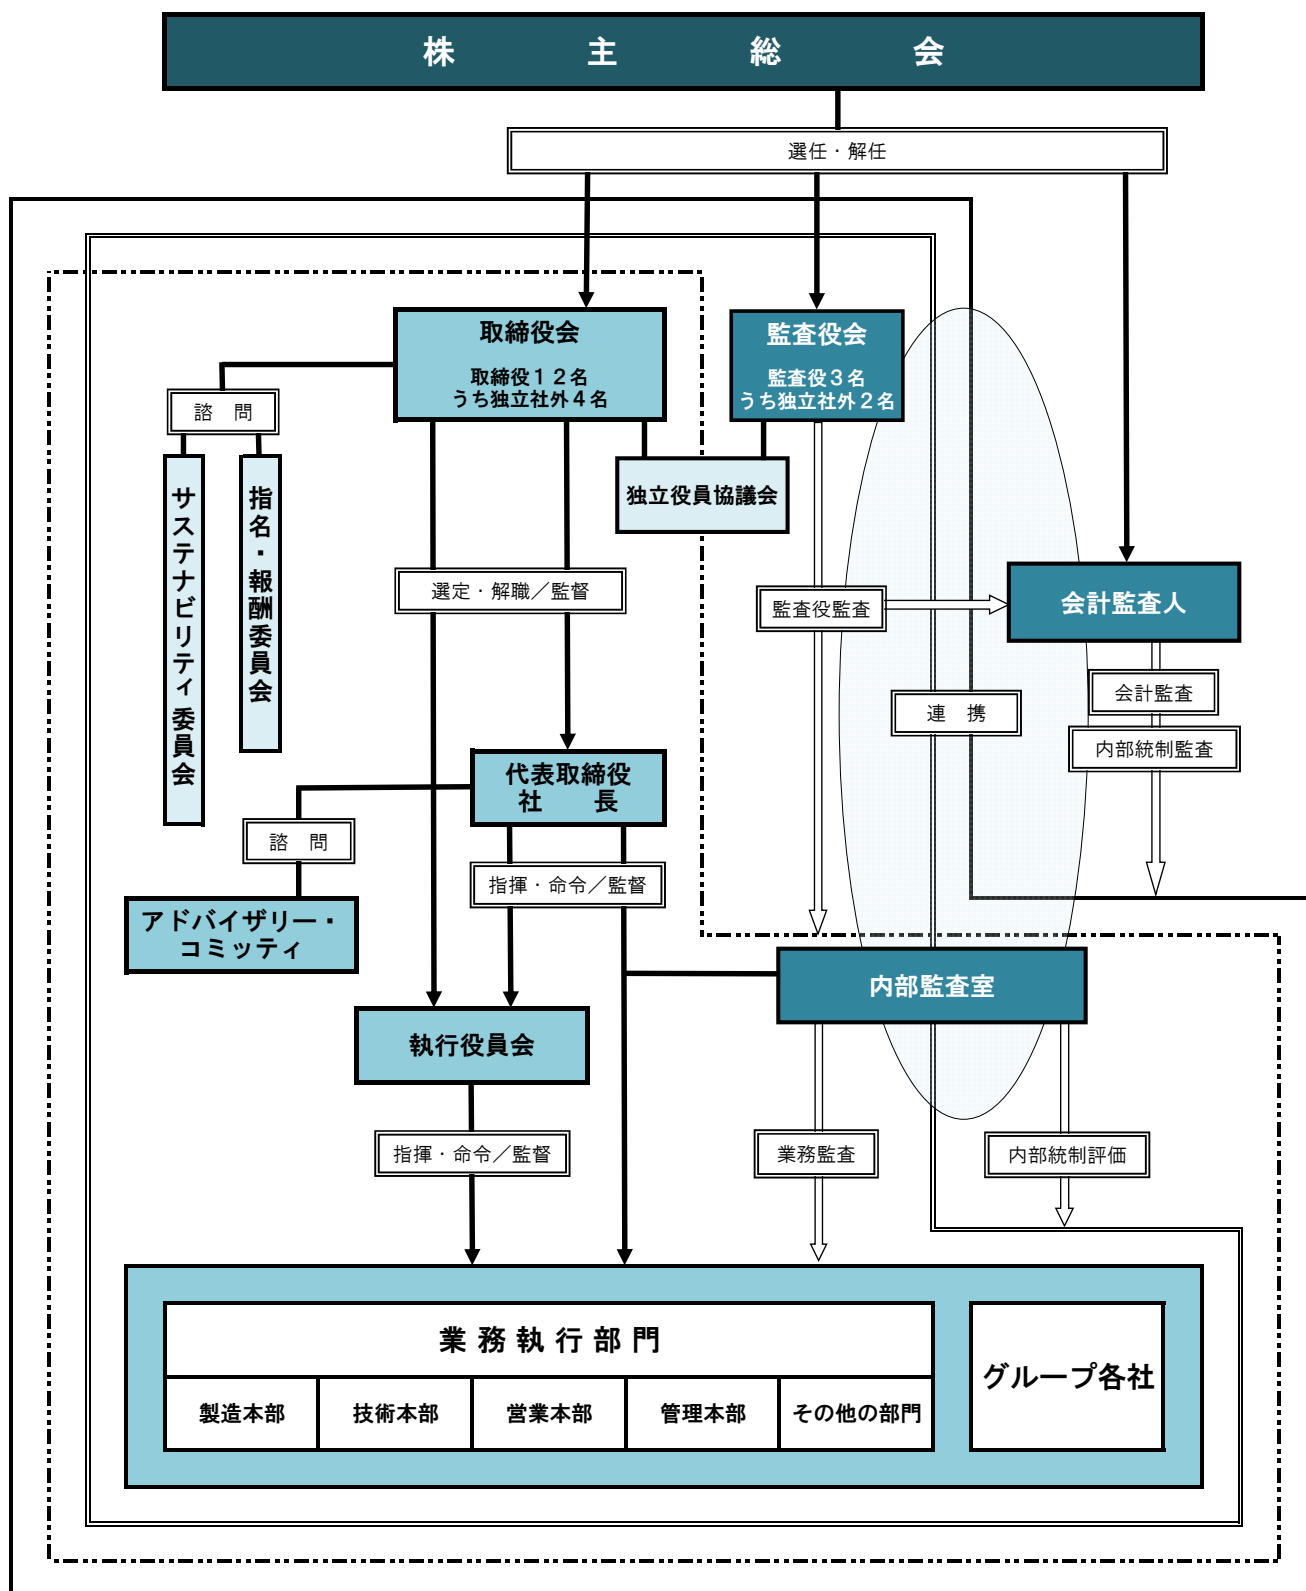 株主総会
選任・解任
取締役会
取締役１２名
うち独立社外４名
監査役会
監査役３名
うち独立社外２名
諮 問
サステナビリティ委員会
指名・報酬委員会
独立役員協議会
選定・解職／監督
監査役監査
会計監査人
会計監査
内部統制監査
連 携
代表取締役
社 長
諮 問
指揮・命令／監督
アドバイザリー・
コミッティ
内部監査室
執行役員会
指揮・命令／監督
業務監査
内部統制評価
業務執行部門
製造本部
技術本部
営業本部
管理本部
その他の部門
グループ各社